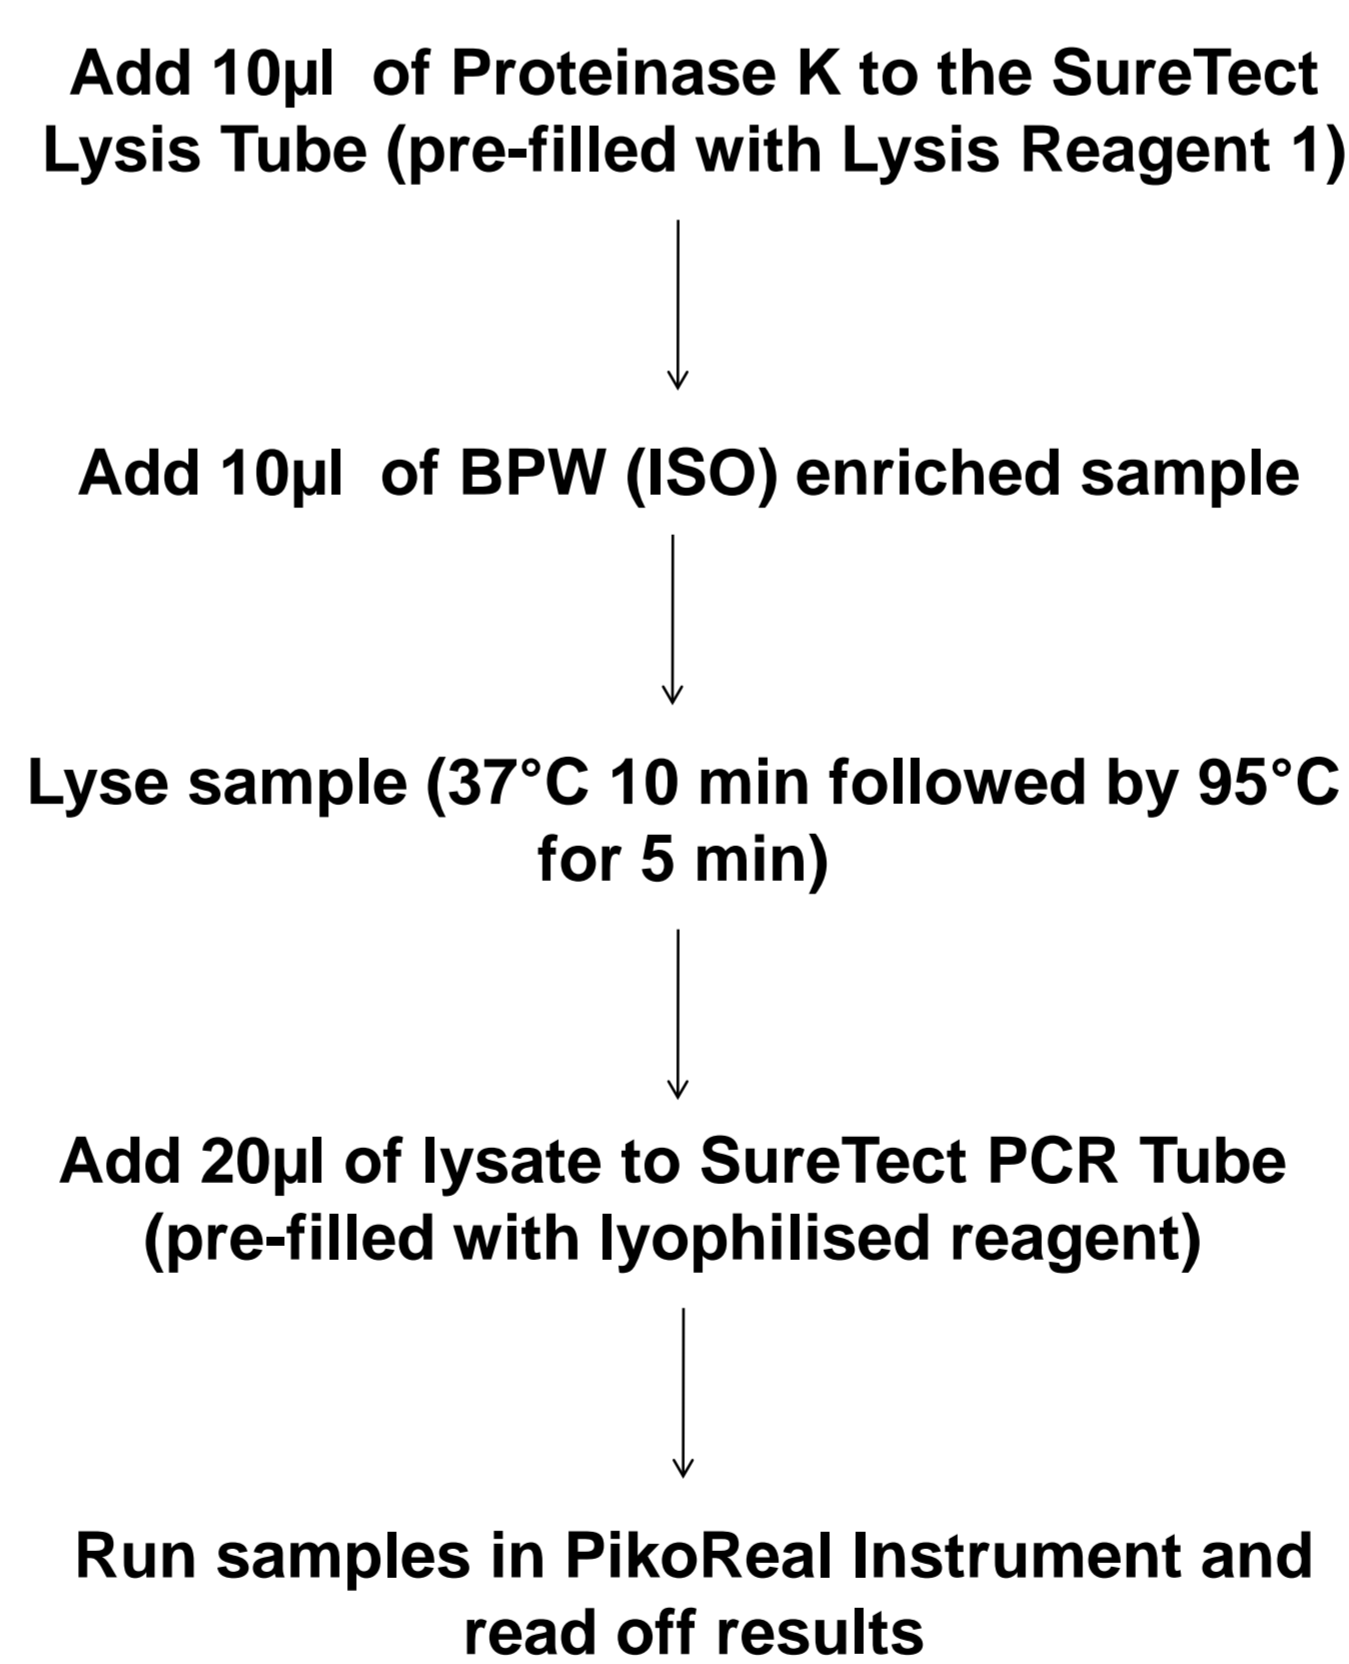 Add 10µl  of Proteinase K to the SureTect
Lysis Tube (pre-filled with Lysis Reagent 1)
Add 10µl  of BPW (ISO) enriched sample
Lyse sample (37°C 10 min followed by 95°C
for 5 min)
Add 20µl of lysate to SureTect PCR Tube
(pre-filled with lyophilised reagent)
Run samples in PikoReal Instrument and
read off results